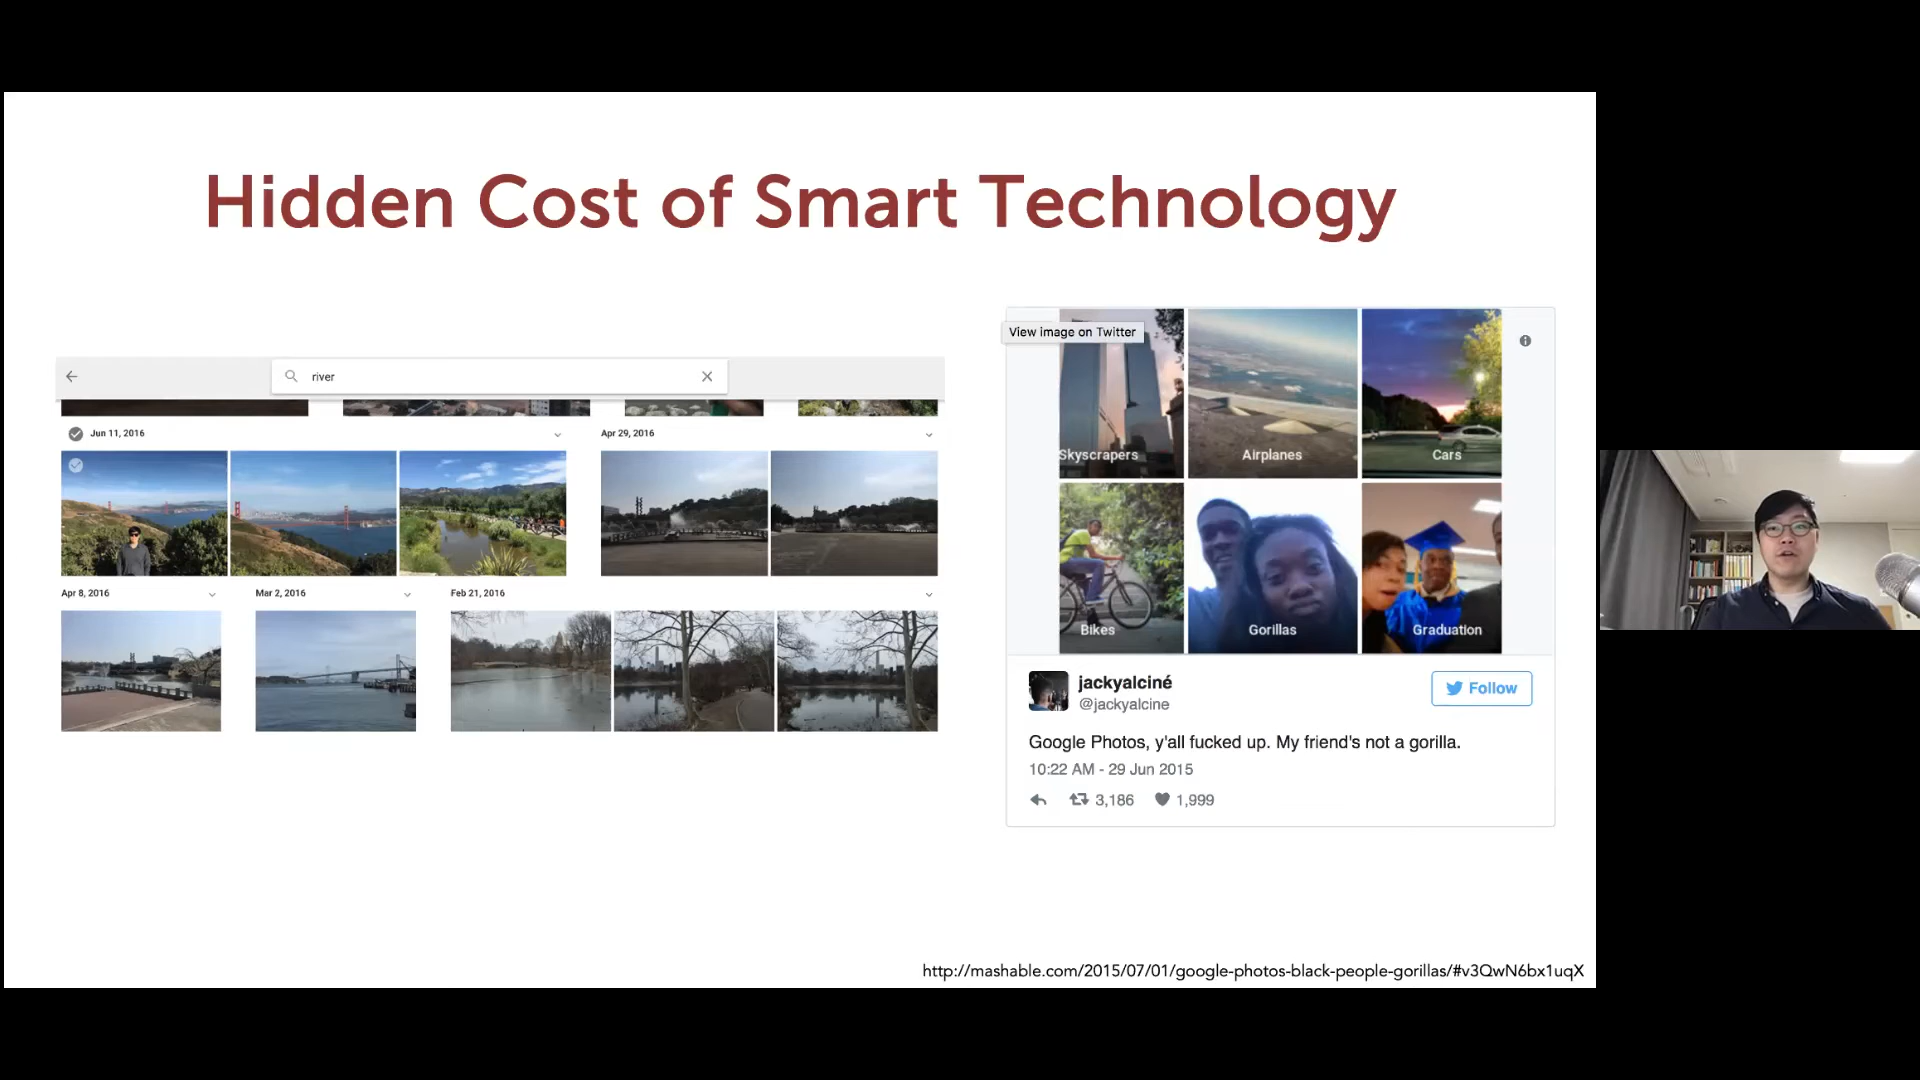 Hidden Cost of Smart Technology
river
Jun 11, 2016
Apr 29, 2016
Apr 8, 2016
Mar 2, 2016
Feb 21, 2016
View image on Twitter
Skyscrapers
Airplanes
Cars
Bikes
Gorillas
Graduation
jackyalciné
@jackyalcine
Follow
Google Photos, y'all fucked up. My friend's not a gorilla.
10:22 AM - 29 Jun 2015
3,186
1,999
http://mashable.com/2015/07/01/google-photos-black-people-gorillas/#v3QwN6bx1uqX